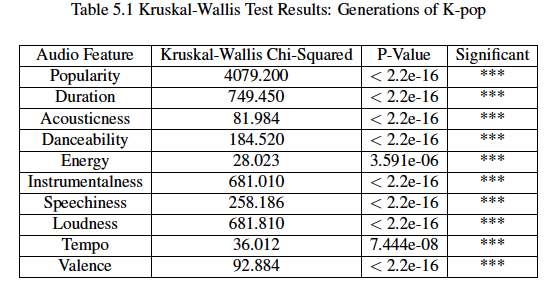 Table 5.1 Kruskal-Wallis Test Results: Generations of K-pop
Audio Feature Kruskal-Wallis Chi-Squared P-Value Significant
Popularity 4079.200 < 2.2e-16 ***
Duration 749.450 < 2.2e-16 ***
Acousticness 81.984 < 2.2e-16 ***
Danceability 184.520 < 2.2e-16 ***
Energy 28.023 3.591e-06 ***
Instrumentalness 681.010 < 2.2e-16 ***
Speechiness 258.186 < 2.2e-16 ***
Loudness 681.810 < 2.2e-16 ***
Tempo 36.012 7.444e-08 ***
Valence 92.884 < 2.2e-16 ***